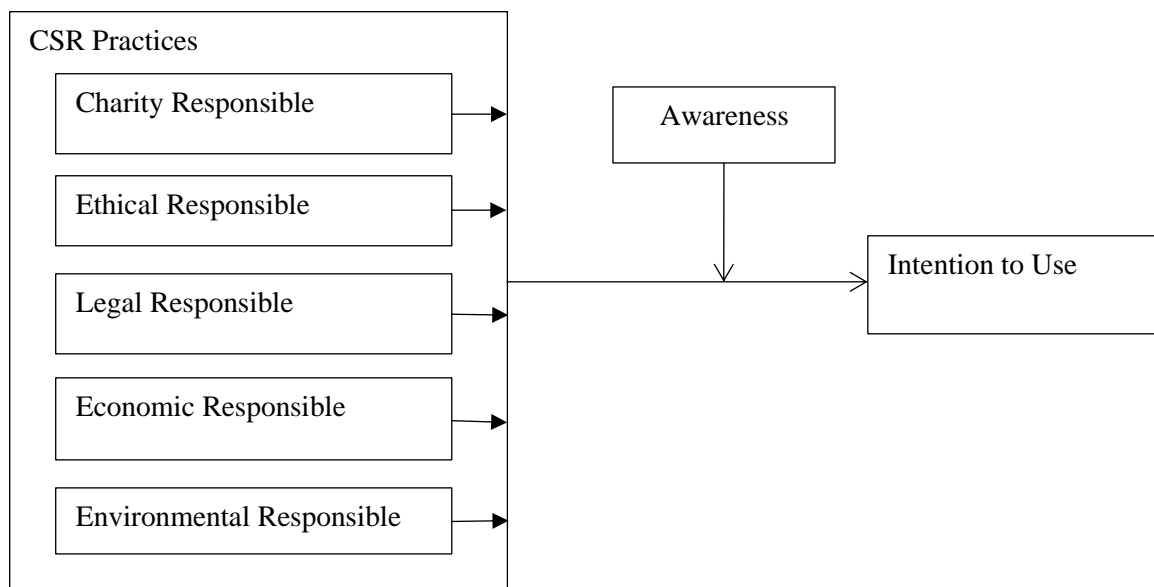 CSR Practices
Charity Responsible
Awareness
Ethical Responsible
Intention to Use
Legal Responsible
Economic Responsible
Environmental Responsible